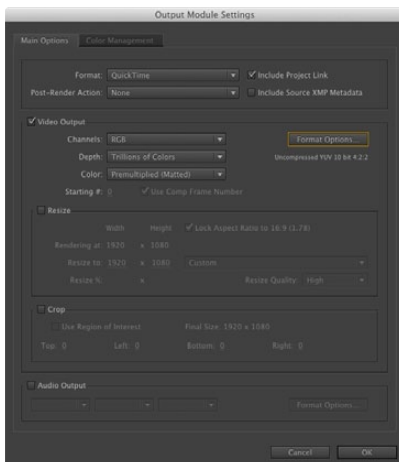 Output Module Settings
Main Options Color Management
Format: QuickTime Include Project Link
Post-Render Action: None Include Source XMP Metadata
Video Output
Channels: RGB Format Options...
Depth: Trillions of Colors Uncompressed YUV 10 bit 4:2:2
Color: Premultiplied (Matted)
Starting #: 0 Use Comp Frame Number
Resize
Width Height Lock Aspect Ratio to 16:9 (1.78)
Rendering at: 1920 x 1080
Resize to: 1920 x 1080 Custom
Resize %: x Resize Quality: High
Crop
Use Region of Interest Final Size: 1920 x 1080
Top: 0 Left: 0 Bottom: 0 Right: 0
Audio Output
Format Options...
Cancel OK